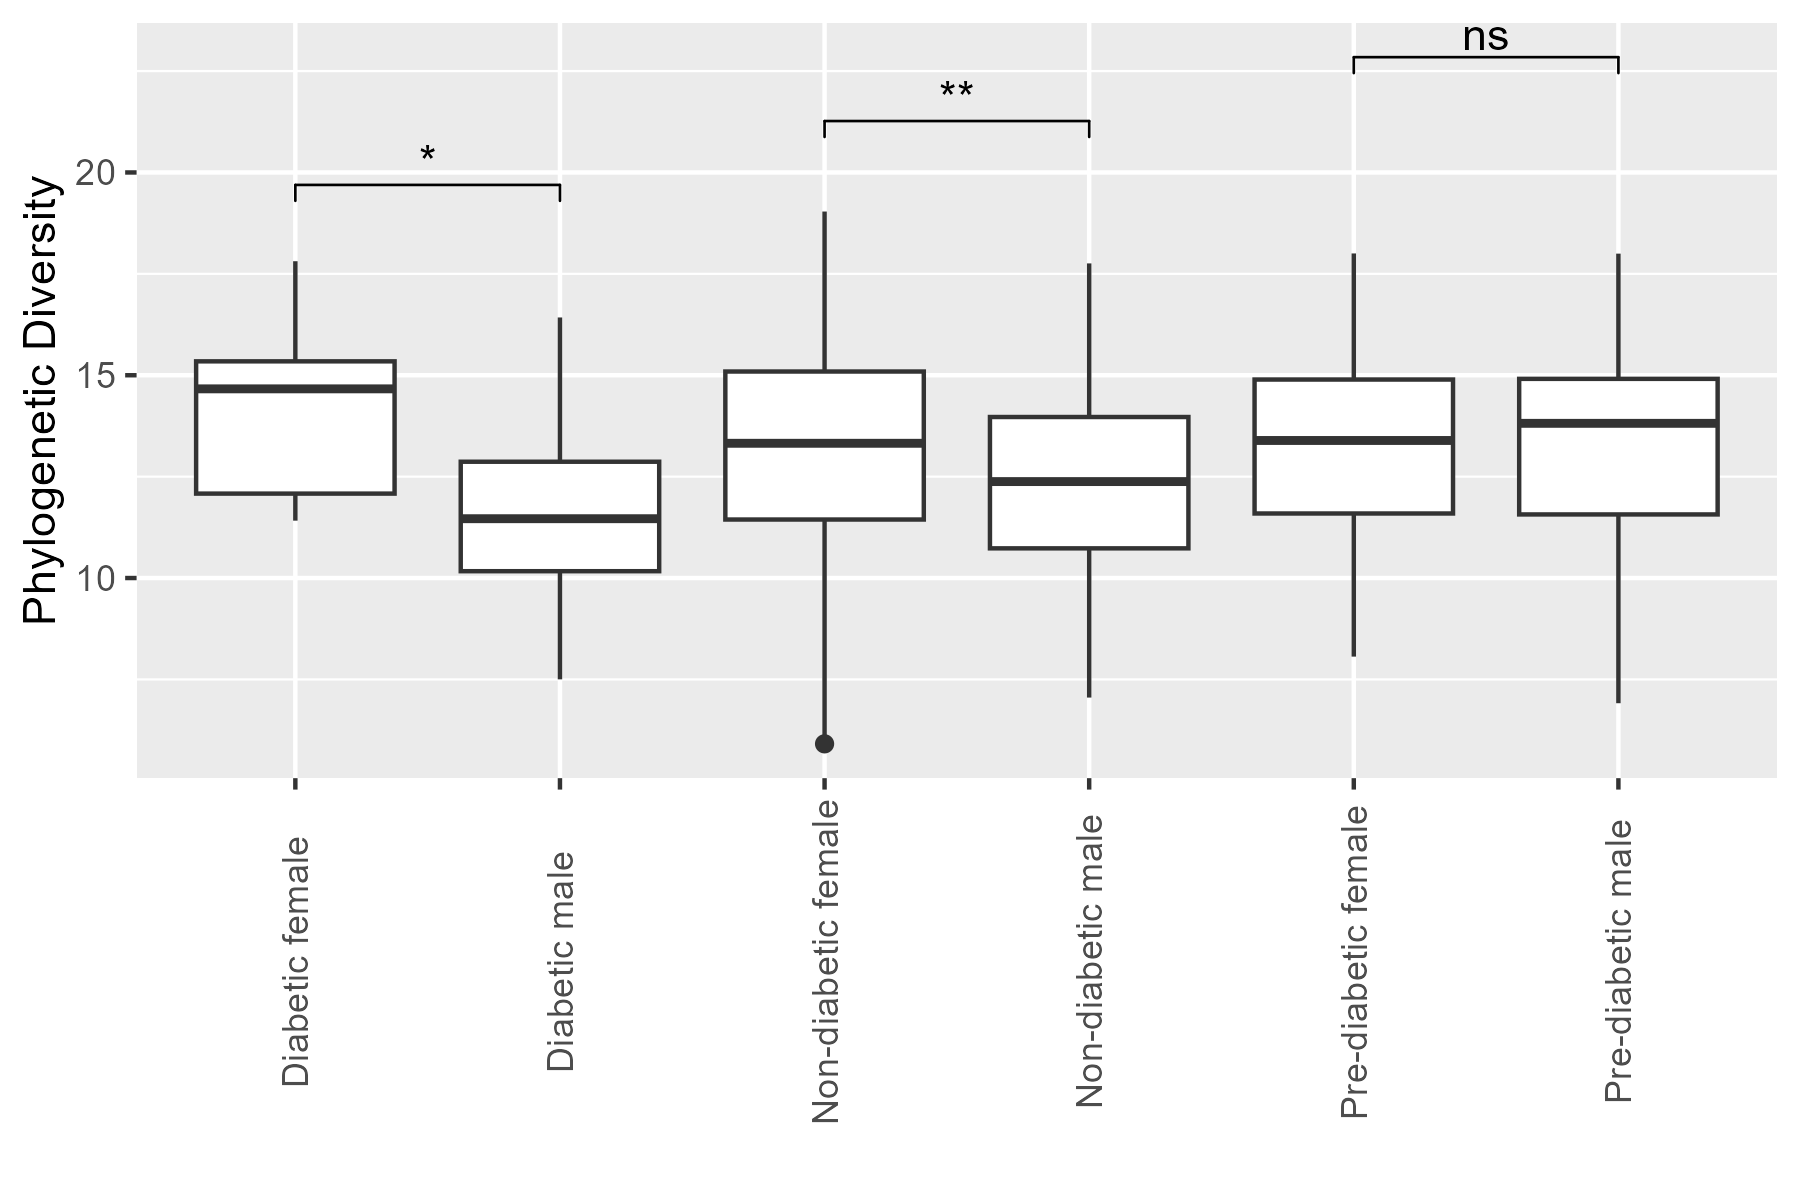 ns
**
*
Phylogenetic Diversity
20
15
10
Diabetic female
Diabetic male
Non-diabetic female
Non-diabetic male
Pre-diabetic female
Pre-diabetic male